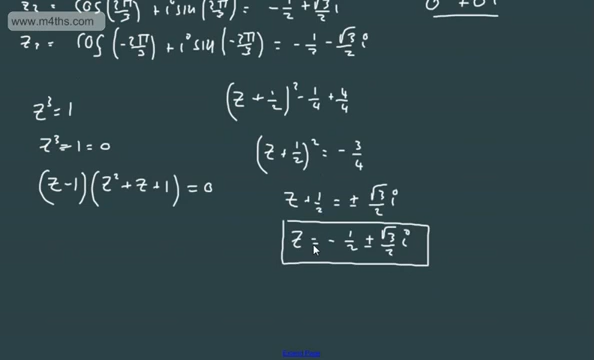 www.m4ths.com
z₂ = cos(2π/3) + i sin(2π/3) = -1/2 + √3/2 i
z₃ = cos(-2π/3) + i sin(-2π/3) = -1/2 - √3/2 i
z³ = 1
z³ - 1 = 0
(z-1)(z² + z + 1) = 0
(z + 1/2)² - 1/4 + 4/4
(z + 1/2)² = - 3/4
z + 1/2 = ± √3/2 i
z = - 1/2 ± √3/2 i